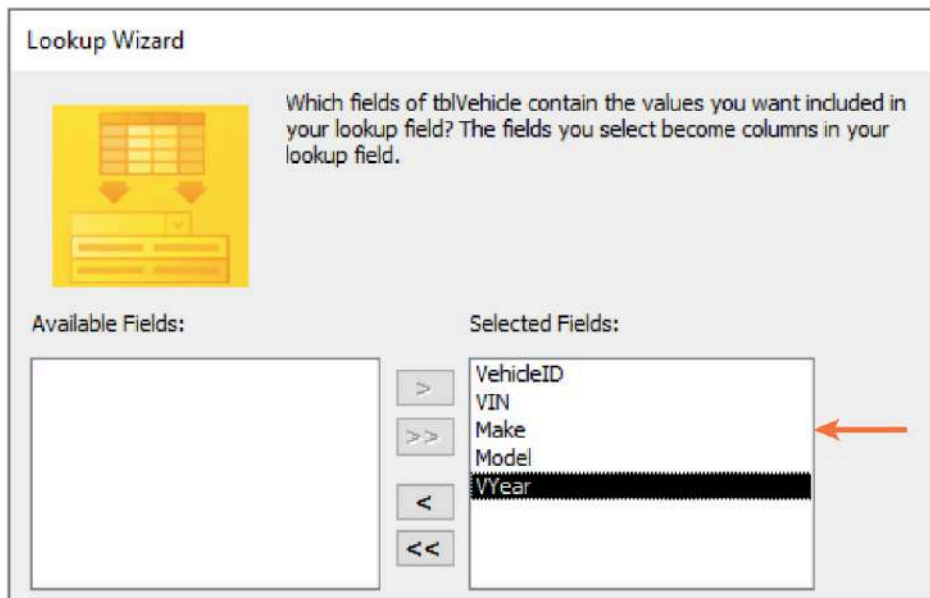 Lookup Wizard
Which fields of tblVehicle contain the values you want included in
your lookup field? The fields you select become columns in your
lookup field.
Available Fields:
Selected Fields:
>
>>
<
<<
VehicleID
VIN
Make
Model
VYear